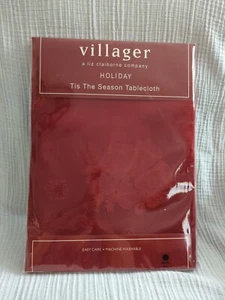 villager
a liz claiborne company
HOLIDAY
Tis The Season Tablecloth
EASY CARE • MACHINE WASHABLE